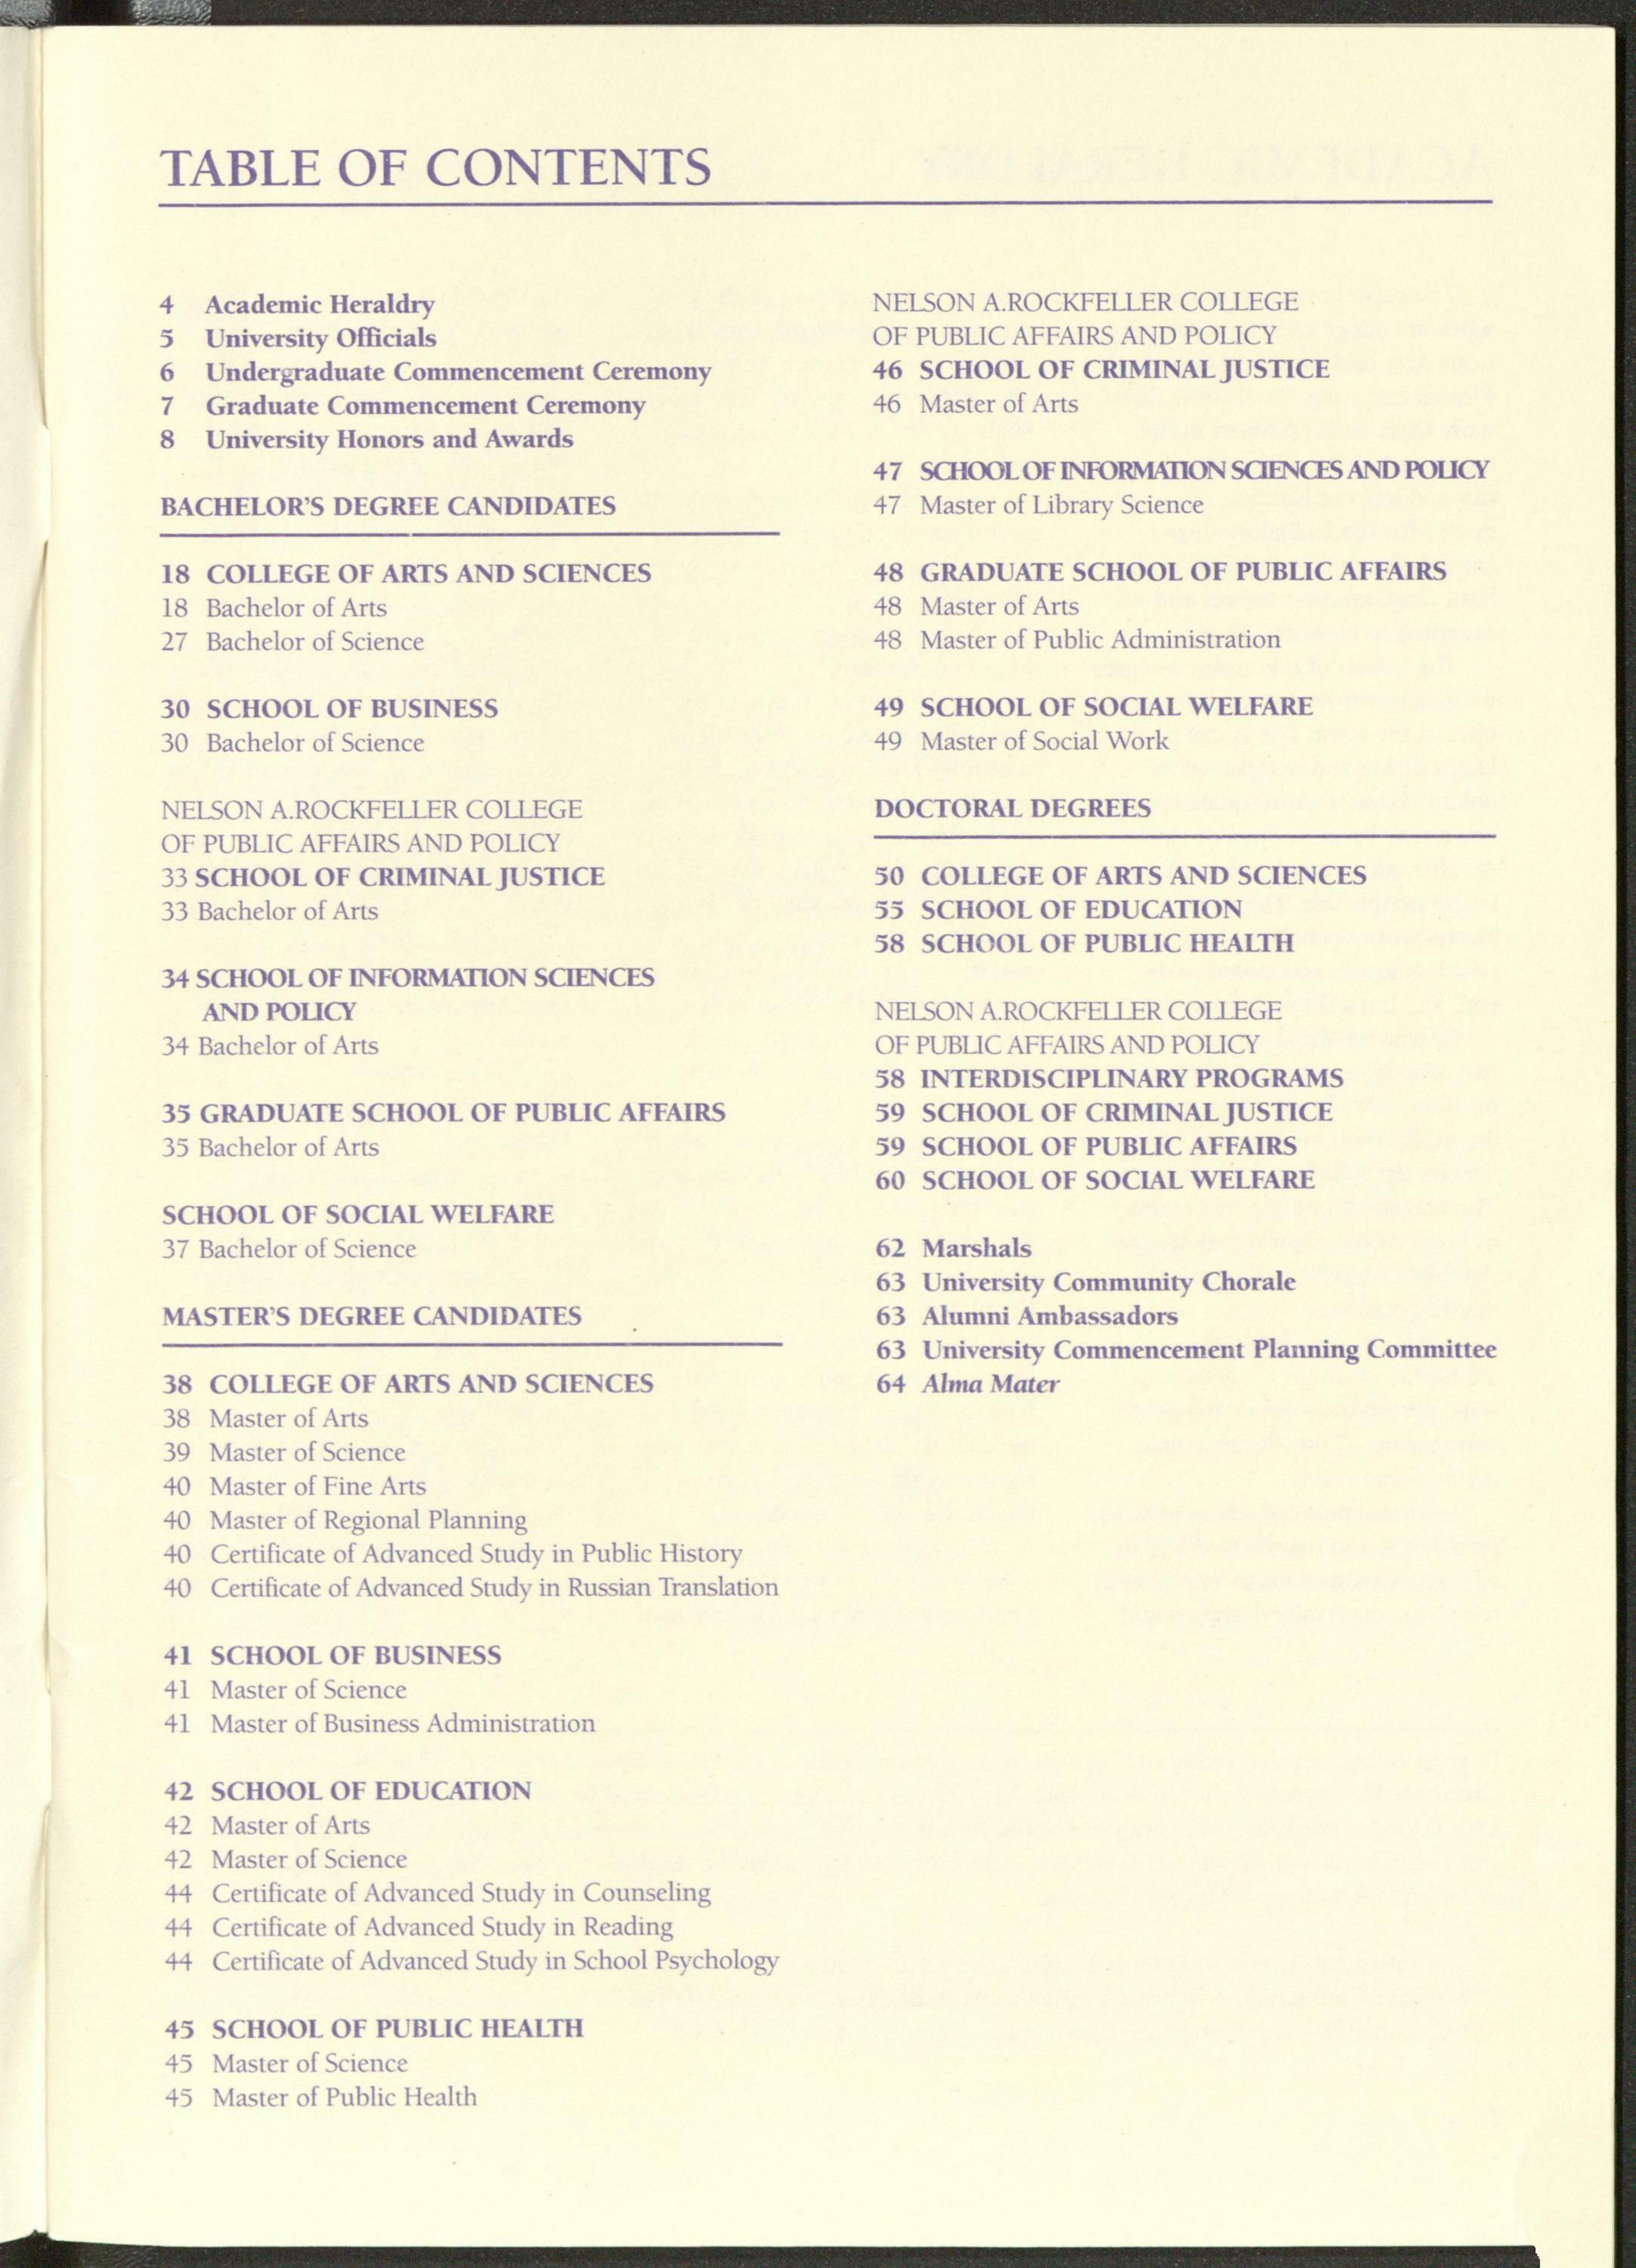 TABLE OF CONTENTS
4 Academic Heraldry
5 University Officials
6 Undergraduate Commencement Ceremony
7 Graduate Commencement Ceremony
8 University Honors and Awards
BACHELOR'S DEGREE CANDIDATES
18 COLLEGE OF ARTS AND SCIENCES
18 Bachelor of Arts
27 Bachelor of Science
30 SCHOOL OF BUSINESS
30 Bachelor of Science
NELSON A.ROCKFELLER COLLEGE
OF PUBLIC AFFAIRS AND POLICY
33 SCHOOL OF CRIMINAL JUSTICE
33 Bachelor of Arts
34 SCHOOL OF INFORMATION SCIENCES
AND POLICY
34 Bachelor of Arts
35 GRADUATE SCHOOL OF PUBLIC AFFAIRS
35 Bachelor of Arts
SCHOOL OF SOCIAL WELFARE
37 Bachelor of Science
MASTER'S DEGREE CANDIDATES
38 COLLEGE OF ARTS AND SCIENCES
38 Master of Arts
39 Master of Science
40 Master of Fine Arts
40 Master of Regional Planning
40 Certificate of Advanced Study in Public History
40 Certificate of Advanced Study in Russian Translation
41 SCHOOL OF BUSINESS
41 Master of Science
41 Master of Business Administration
42 SCHOOL OF EDUCATION
42 Master of Arts
42 Master of Science
44 Certificate of Advanced Study in Counseling
44 Certificate of Advanced Study in Reading
44 Certificate of Advanced Study in School Psychology
45 SCHOOL OF PUBLIC HEALTH
45 Master of Science
45 Master of Public Health
NELSON A.ROCKFELLER COLLEGE
OF PUBLIC AFFAIRS AND POLICY
46 SCHOOL OF CRIMINAL JUSTICE
46 Master of Arts
47 SCHOOL OF INFORMATION SCIENCES AND POLICY
47 Master of Library Science
48 GRADUATE SCHOOL OF PUBLIC AFFAIRS
48 Master of Arts
48 Master of Public Administration
49 SCHOOL OF SOCIAL WELFARE
49 Master of Social Work
DOCTORAL DEGREES
50 COLLEGE OF ARTS AND SCIENCES
55 SCHOOL OF EDUCATION
58 SCHOOL OF PUBLIC HEALTH
NELSON A.ROCKFELLER COLLEGE
OF PUBLIC AFFAIRS AND POLICY
58 INTERDISCIPLINARY PROGRAMS
59 SCHOOL OF CRIMINAL JUSTICE
59 SCHOOL OF PUBLIC AFFAIRS
60 SCHOOL OF SOCIAL WELFARE
62 Marshals
63 University Community Chorale
63 Alumni Ambassadors
63 University Commencement Planning Committee
64 Alma Mater